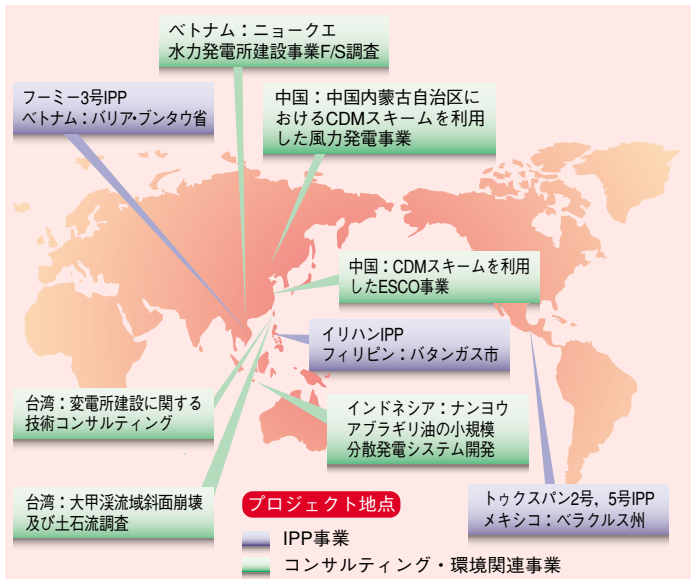 ベトナム：ニョークエ
水力発電所建設事業F/S調査
フーミー3号IPP
ベトナム：バリア・ブンタウ省
中国：中国内蒙古自治区に
おけるCDMスキームを利用
した風力発電事業
中国：CDMスキームを利用
したESCO事業
イリハンIPP
フィリピン：バタンガス市
台湾：変電所建設に関する
技術コンサルティング
インドネシア：ナンヨウ
アブラギリ油の小規模
分散発電システム開発
台湾：大甲渓流域斜面崩壊
及び土石流調査
トゥクスパン2号，5号IPP
メキシコ：ベラクルス州
プロジェクト地点
IPP事業
コンサルティング・環境関連事業